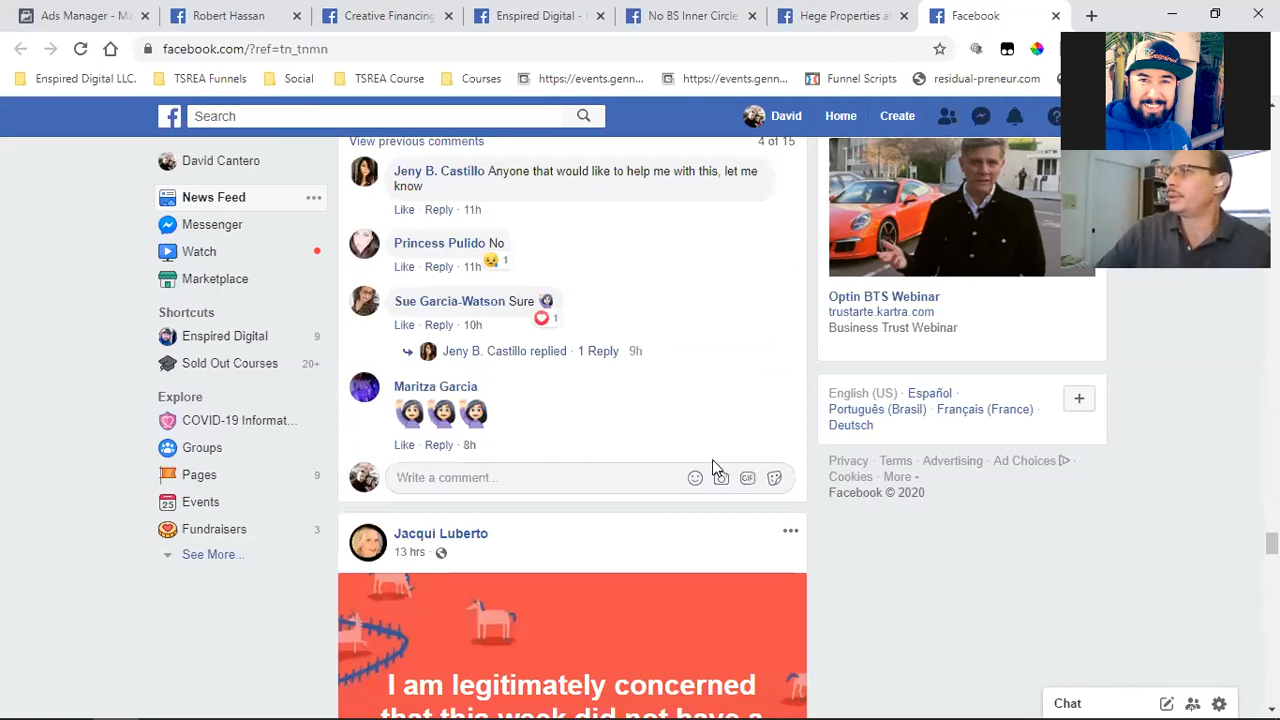 Ads Manager - Ma
Robert Hassan
Creative Financing
Enspired Digital -
No BS Inner Circle
Hege Properties at
Facebook
facebook.com/?ref=tn_tnmn
Enspired Digital LLC.
TSREA Funnels
Social
TSREA Course
Courses
https://events.genn...
https://events.genn...
Funnel Scripts
residual-preneur.com
Search
David
Home
Create
David Cantero
News Feed
Messenger
Watch
Marketplace
Shortcuts
Enspired Digital 9
Sold Out Courses 20+
Explore
COVID-19 Informat...
Groups
Pages 9
Events
Fundraisers 3
See More...
View previous comments 4 of 15
Jeny B. Castillo Anyone that would like to help me with this, let me
know
Like · Reply · 11h
Princess Pulido No
1
Like · Reply · 11h
Sue Garcia-Watson Sure
1
Like · Reply · 10h
Jeny B. Castillo replied · 1 Reply 9h
Maritza Garcia
Like · Reply · 8h
Write a comment...
GIF
Jacqui Luberto
13 hrs ·
I am legitimately concerned
that this week did not have a
Optin BTS Webinar
trustarte.kartra.com
Business Trust Webinar
English (US) · Español ·
Português (Brasil) · Français (France) ·
Deutsch
Privacy · Terms · Advertising · Ad Choices ·
Cookies · More
Facebook © 2020
Chat